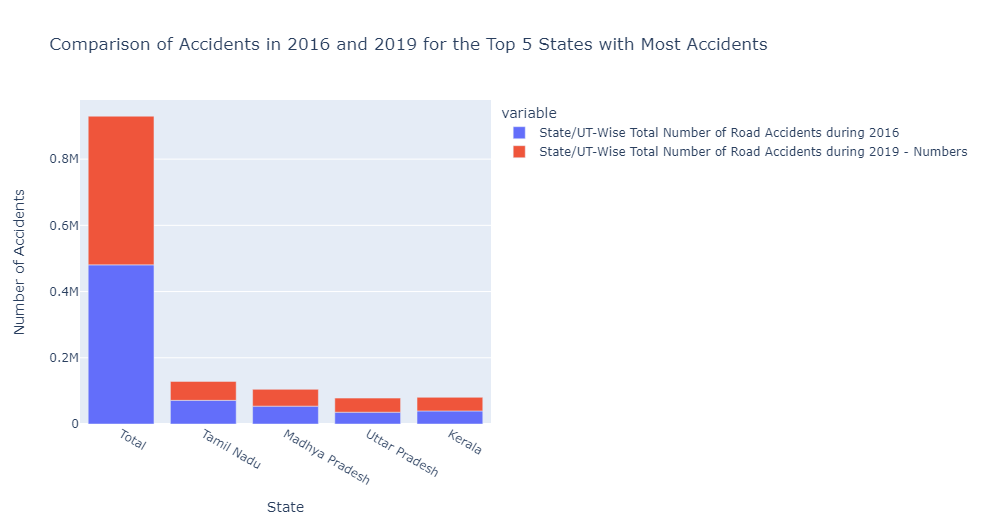 Comparison of Accidents in 2016 and 2019 for the Top 5 States with Most Accidents
variable
State/UT-Wise Total Number of Road Accidents during 2016
State/UT-Wise Total Number of Road Accidents during 2019 - Numbers
Number of Accidents
0.8M
0.6M
0.4M
0.2M
0
Total
Tamil Nadu
Madhya Pradesh
Uttar Pradesh
Kerala
State